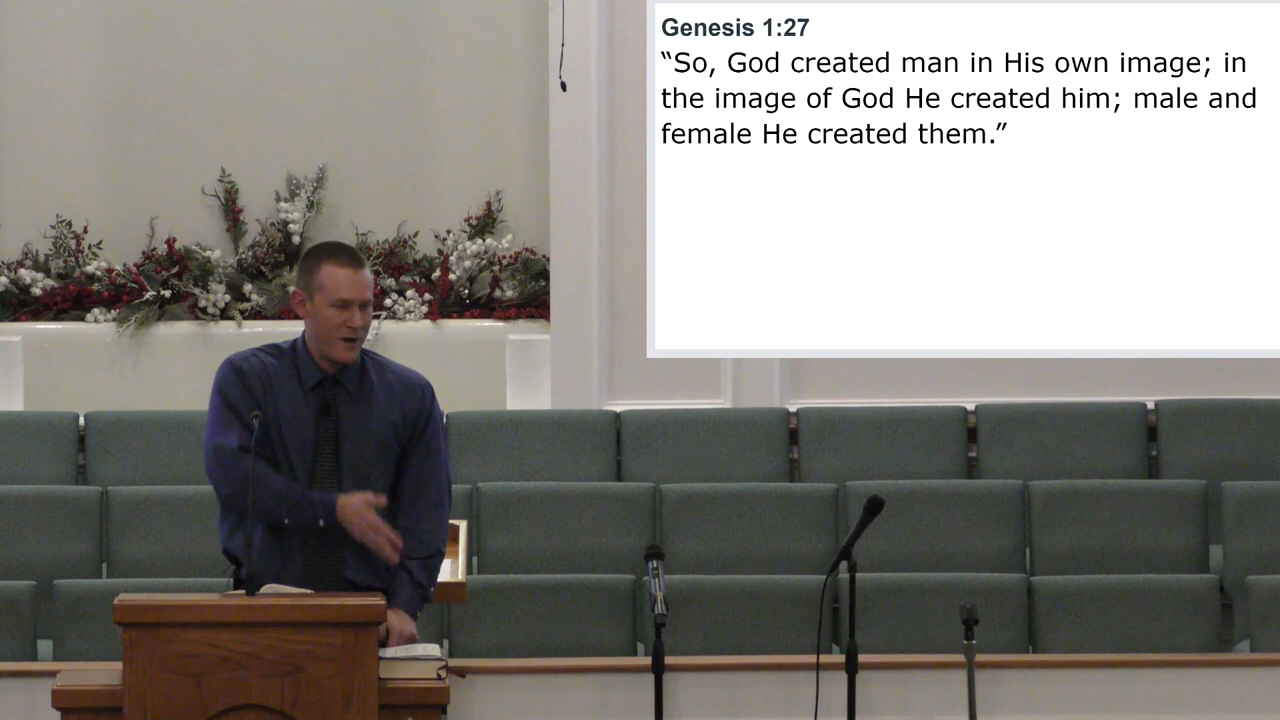 Genesis 1:27
“So, God created man in His own image; in
the image of God He created him; male and
female He created them.”